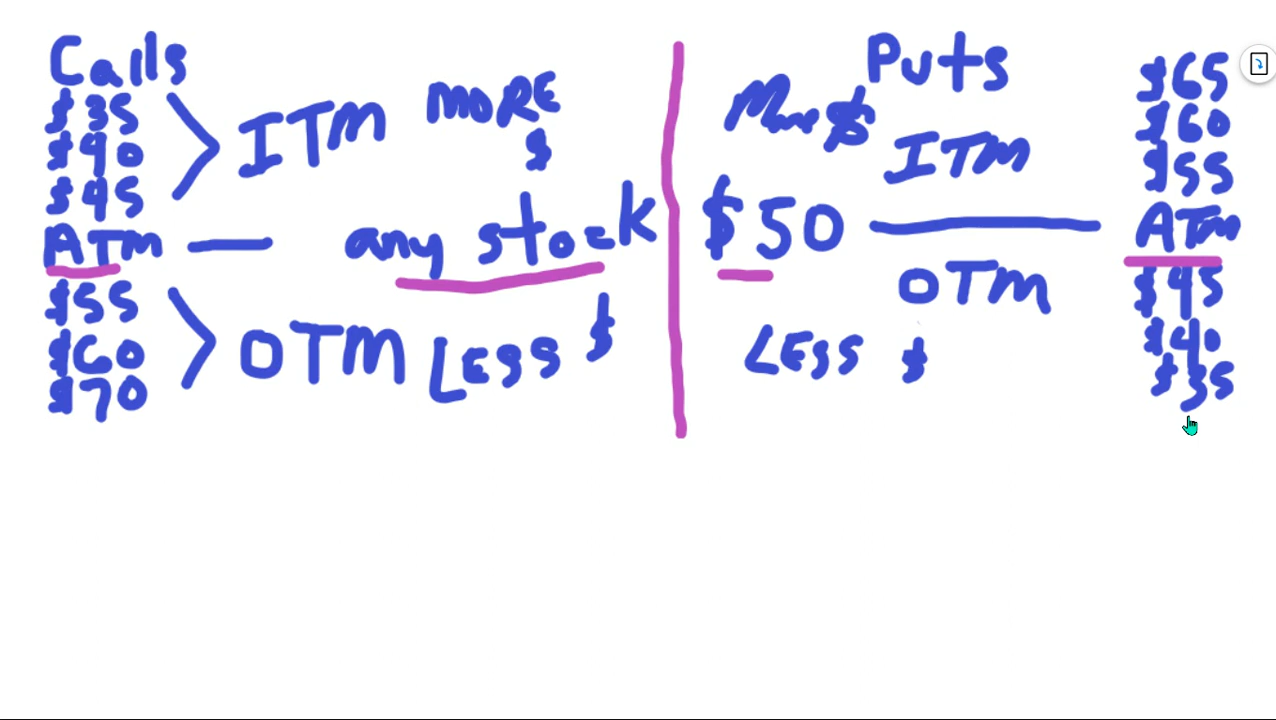 Calls
$35
$40
$45
ATM
$55
$60
$70
ITM
OTM
MORE
$
any stock
LESS $
Puts
More $
ITM
$50
OTM
LESS $
$65
$60
$55
ATM
$45
$40
$35